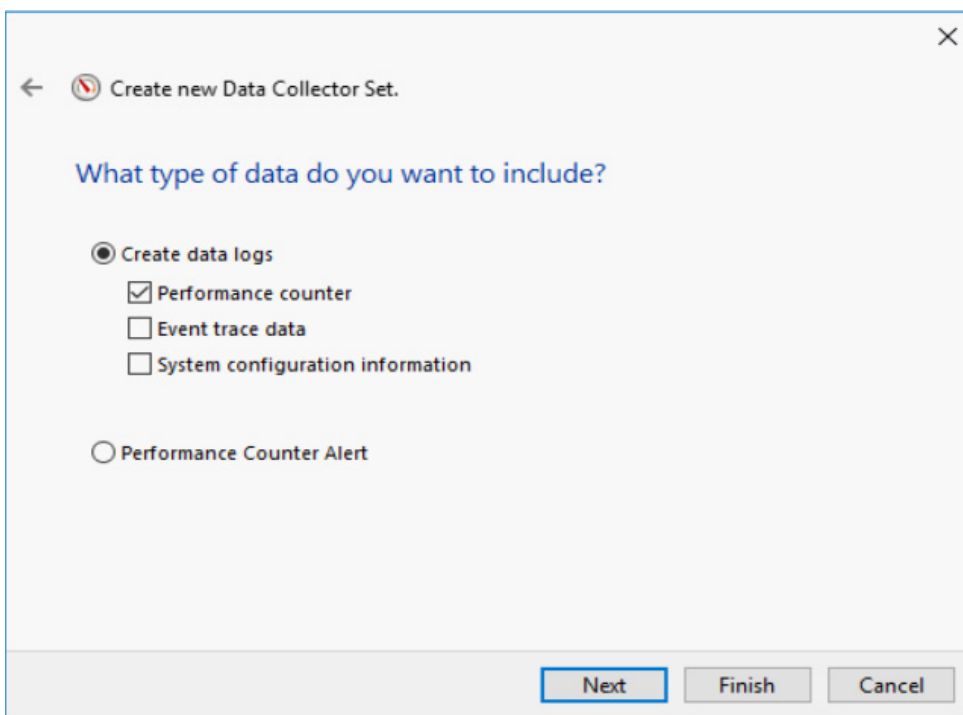 Create new Data Collector Set.
What type of data do you want to include?
Create data logs
Performance counter
Event trace data
System configuration information
Performance Counter Alert
Next Finish Cancel